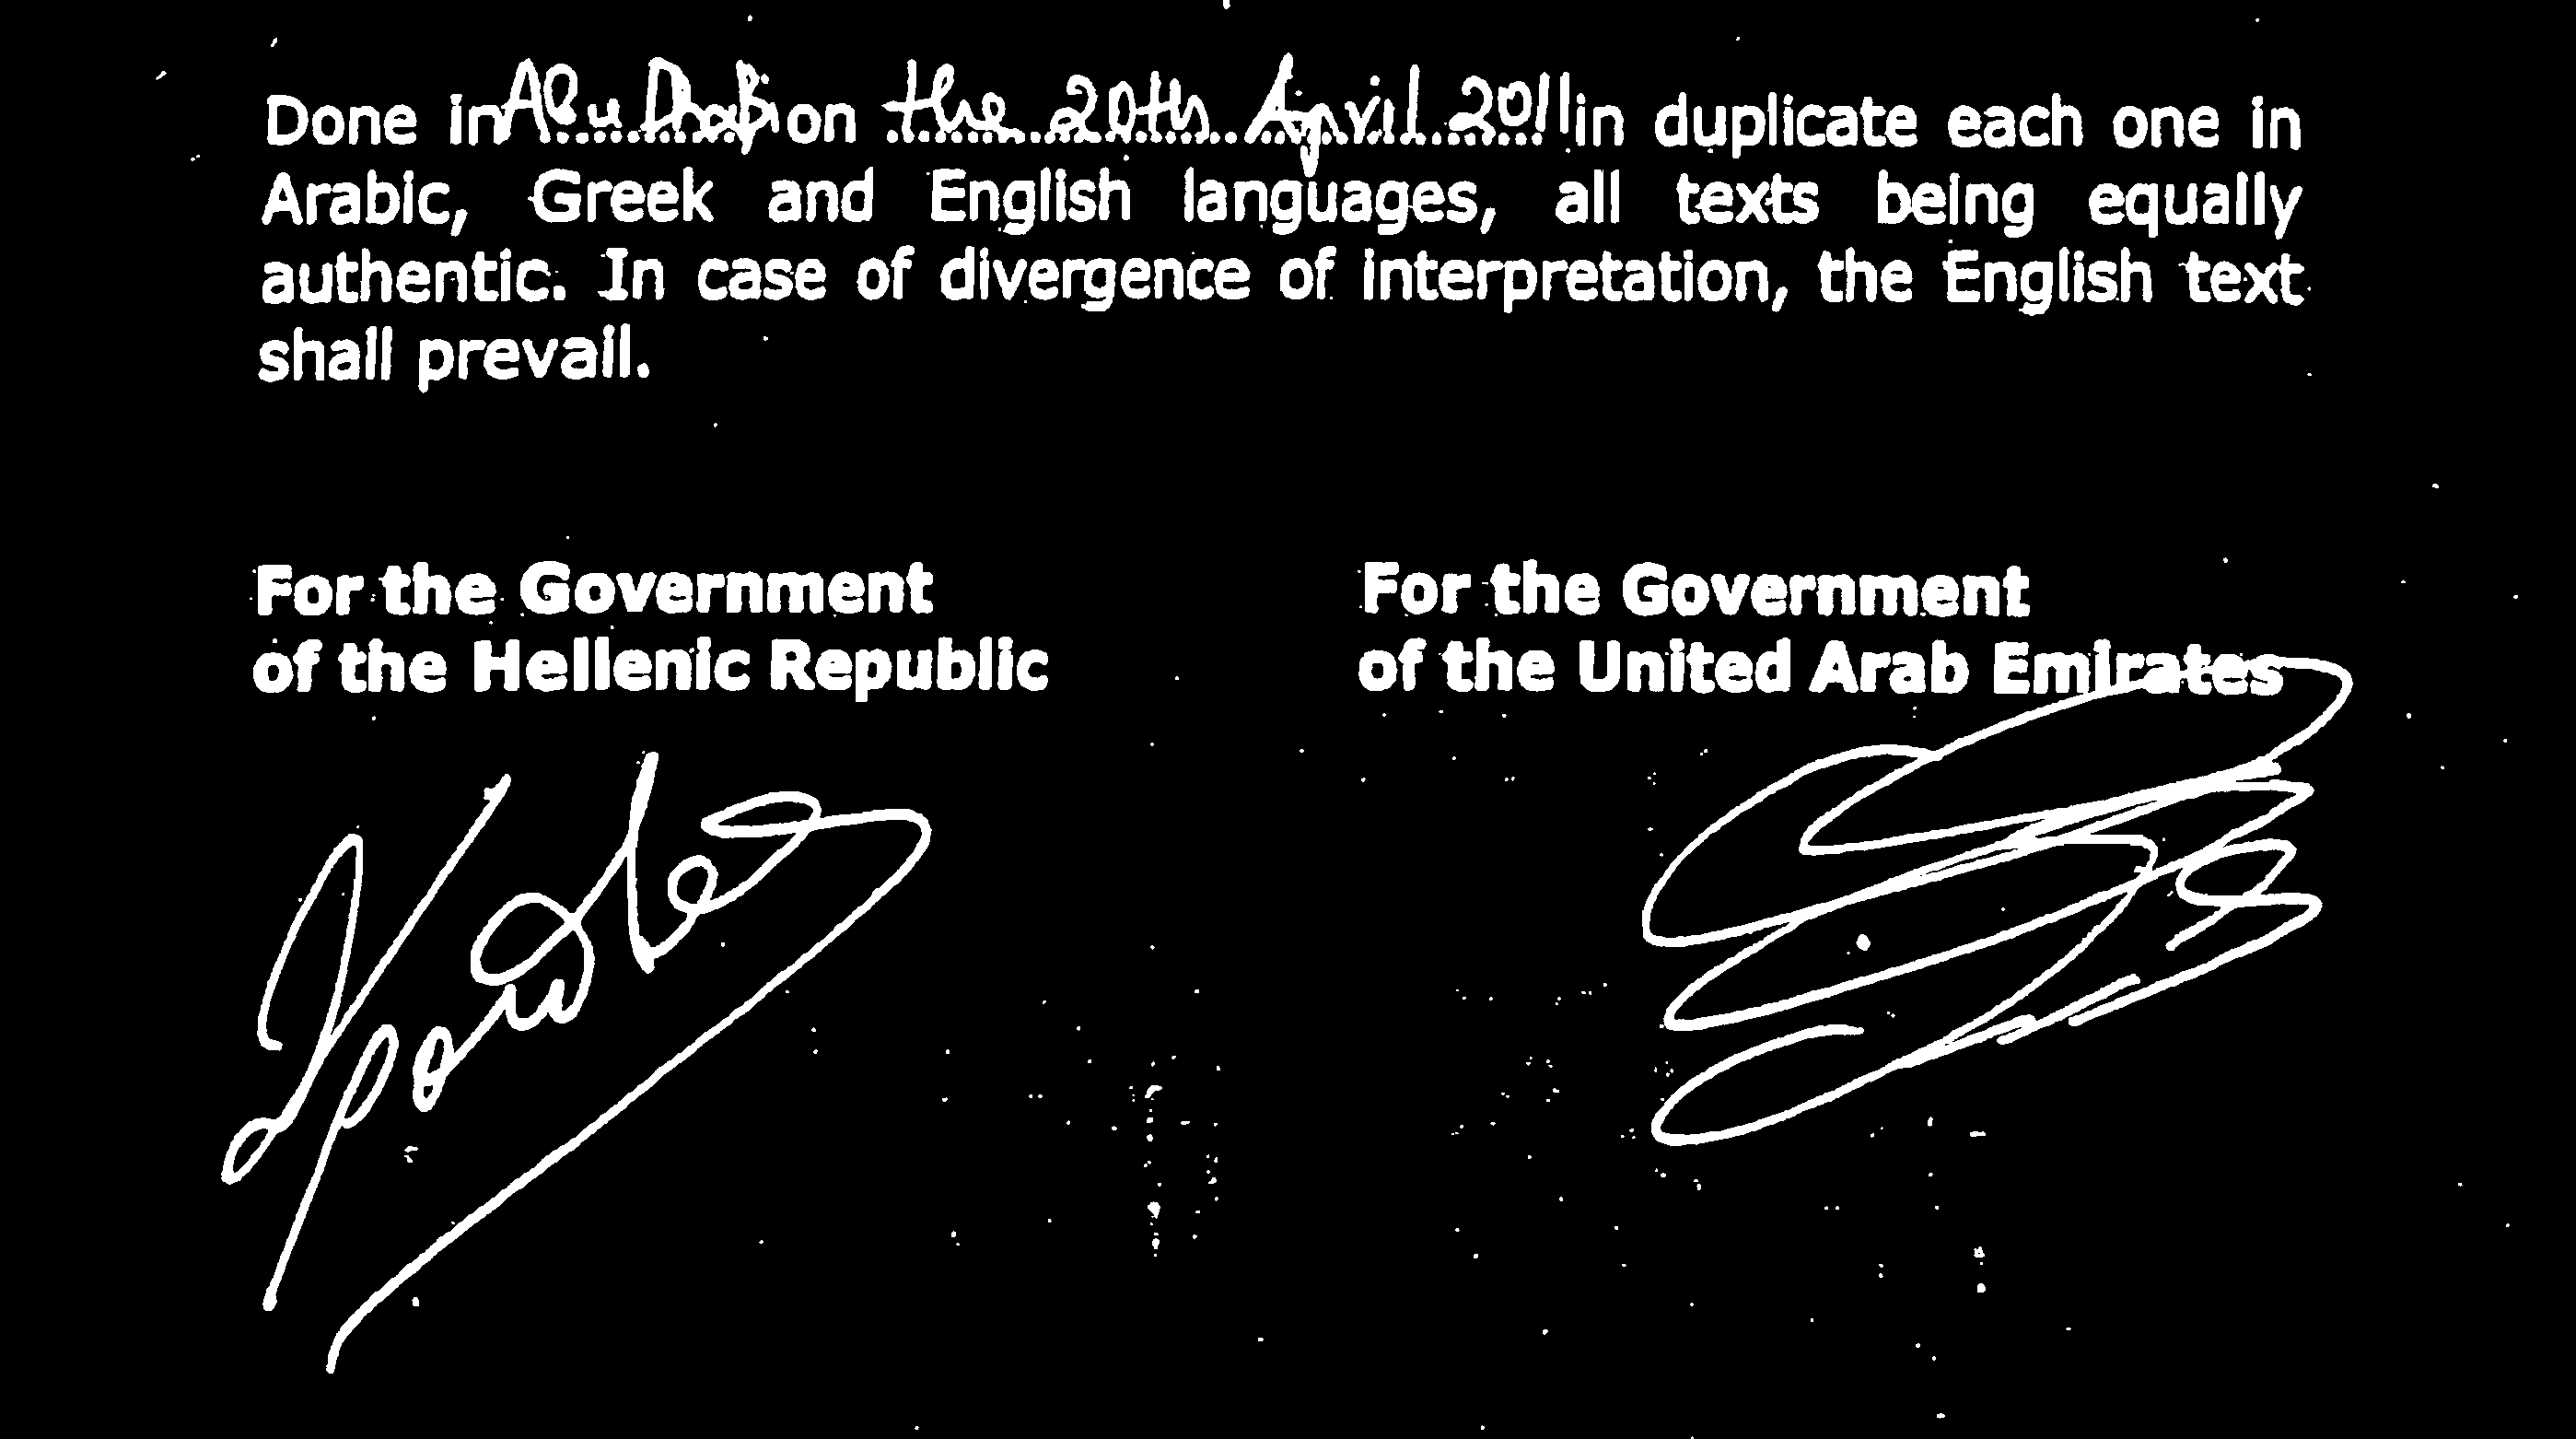 Done in Abu Dhabi on the 20th April 2011 in duplicate each one in
Arabic, Greek and English languages, all texts being equally
authentic. In case of divergence of interpretation, the English text
shall prevail.
For the Government
of the Hellenic Republic
For the Government
of the United Arab Emirates